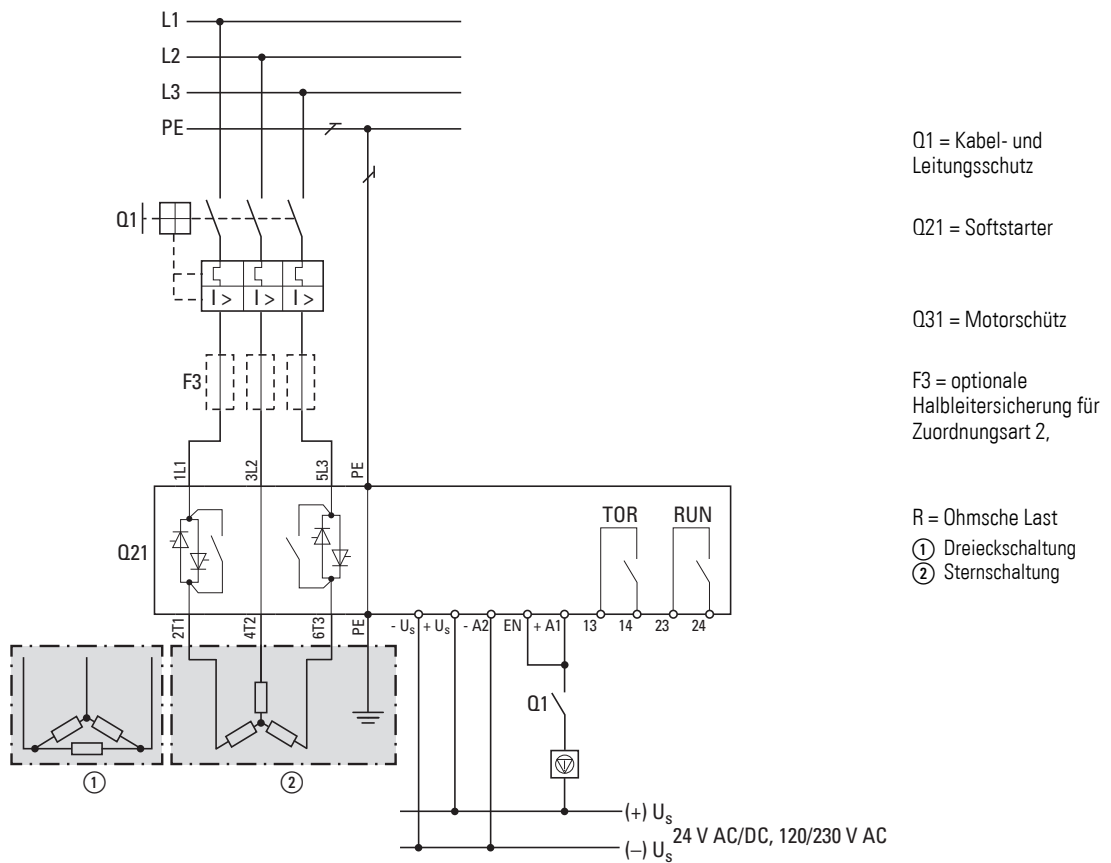 L1
L2
L3
PE
Q1
I > I > I >
F3
1L1 3L2 5L3 PE
Q21
TOR RUN
2T1 4T2 6T3 PE - Us + Us - A2 EN + A1 13 14 23 24
Q1
① ②
(+) Us
(–) Us 24 V AC/DC, 120/230 V AC
Q1 = Kabel- und
Leitungsschutz
Q21 = Softstarter
Q31 = Motorschütz
F3 = optionale
Halbleitersicherung für
Zuordnungsart 2,
R = Ohmsche Last
① Dreieckschaltung
② Sternschaltung